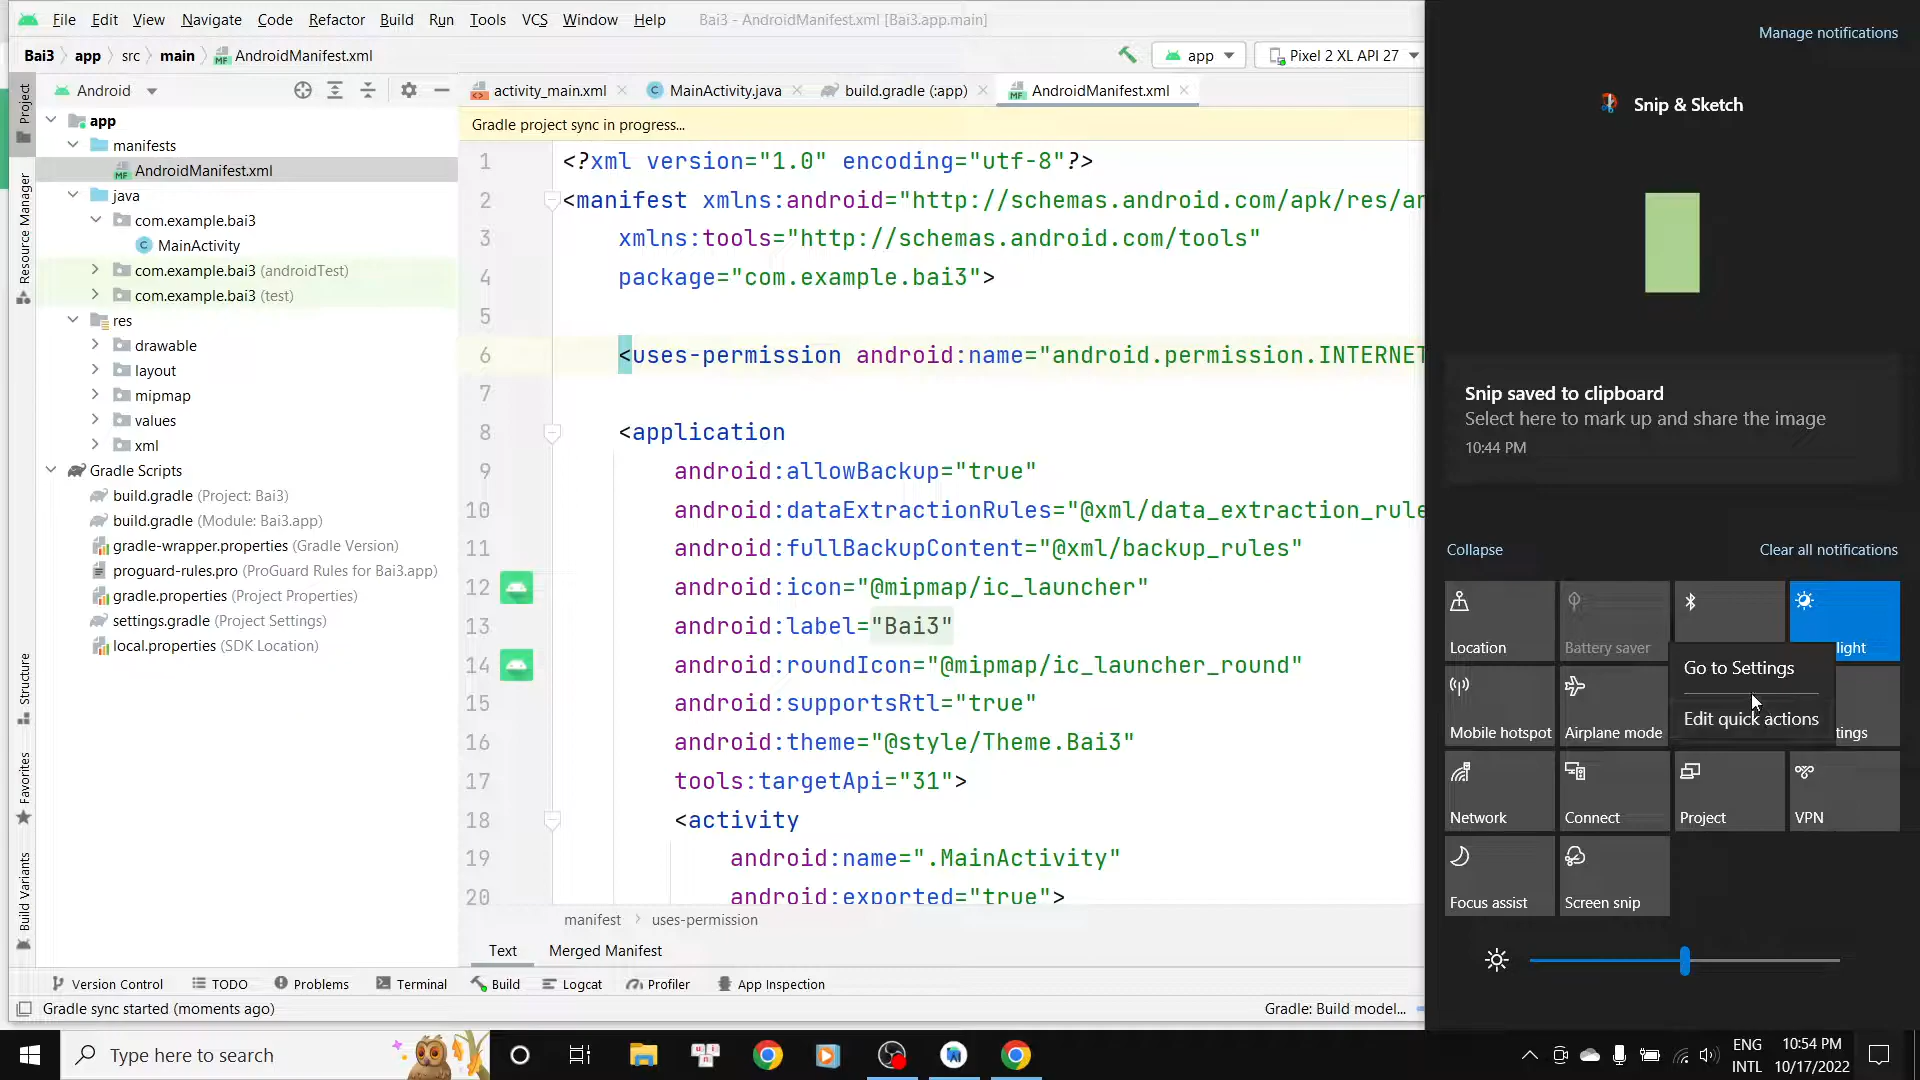 File Edit View Navigate Code Refactor Build Run Tools VCS Window Help Bai3 - AndroidManifest.xml [Bai3.app.main]
Manage notifications
Bai3 app src main AndroidManifest.xml app Pixel 2 XL API 27
Android
activity_main.xml MainActivity.java build.gradle (:app) AndroidManifest.xml
Snip & Sketch
Project
Resource Manager
Structure
Favorites
Build Variants
app
manifests
AndroidManifest.xml
java
com.example.bai3
MainActivity
com.example.bai3 (androidTest)
com.example.bai3 (test)
res
drawable
layout
mipmap
values
xml
Gradle Scripts
build.gradle (Project: Bai3)
build.gradle (Module: Bai3.app)
gradle-wrapper.properties (Gradle Version)
proguard-rules.pro (ProGuard Rules for Bai3.app)
gradle.properties (Project Properties)
settings.gradle (Project Settings)
local.properties (SDK Location)
Gradle project sync in progress...
1 <?xml version="1.0" encoding="utf-8"?>
2 <manifest xmlns:android="http://schemas.android.com/apk/res/an
3 xmlns:tools="http://schemas.android.com/tools"
4 package="com.example.bai3">
5
6 <uses-permission android:name="android.permission.INTERNET
7
8 <application
9 android:allowBackup="true"
10 android:dataExtractionRules="@xml/data_extraction_rule
11 android:fullBackupContent="@xml/backup_rules"
12 android:icon="@mipmap/ic_launcher"
13 android:label="Bai3"
14 android:roundIcon="@mipmap/ic_launcher_round"
15 android:supportsRtl="true"
16 android:theme="@style/Theme.Bai3"
17 tools:targetApi="31">
18 <activity
19 android:name=".MainActivity"
20 android:exported="true">
manifest uses-permission
Text Merged Manifest
Version Control TODO Problems Terminal Build Logcat Profiler App Inspection
Gradle sync started (moments ago) Gradle: Build model...
Snip saved to clipboard
Select here to mark up and share the image
10:44 PM
Collapse Clear all notifications
Location Battery saver light
Go to Settings
Edit quick actions
Mobile hotspot Airplane mode tings
Network Connect Project VPN
Focus assist Screen snip
Type here to search
ENG
INTL
10:54 PM
10/17/2022